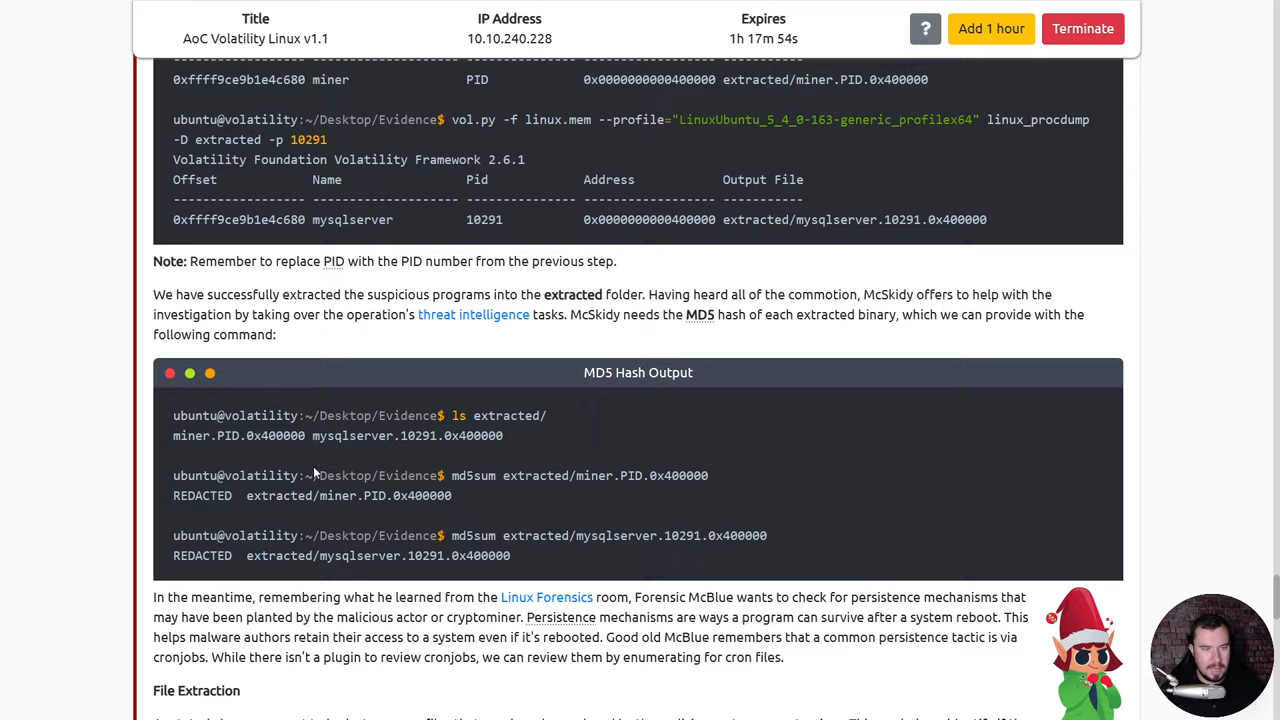 Title
AoC Volatility Linux v1.1
IP Address
10.10.240.228
Expires
1h 17m 54s
?
Add 1 hour
Terminate
0xffff9ce9b1e4c680 miner PID 0x0000000000400000 extracted/miner.PID.0x400000
ubuntu@volatility:~/Desktop/Evidence$ vol.py -f linux.mem --profile="LinuxUbuntu_5_4_0-163-generic_profilex64" linux_procdump
-D extracted -p 10291
Volatility Foundation Volatility Framework 2.6.1
Offset Name Pid Address Output File
------------------ -------------------- --------------- ------------------ -----------
0xffff9ce9b1e4c680 mysqlserver 10291 0x0000000000400000 extracted/mysqlserver.10291.0x400000
Note: Remember to replace PID with the PID number from the previous step.
We have successfully extracted the suspicious programs into the extracted folder. Having heard all of the commotion, McSkidy offers to help with the
investigation by taking over the operation's threat intelligence tasks. McSkidy needs the MD5 hash of each extracted binary, which we can provide with the
following command:
MD5 Hash Output
ubuntu@volatility:~/Desktop/Evidence$ ls extracted/
miner.PID.0x400000 mysqlserver.10291.0x400000
ubuntu@volatility:~/Desktop/Evidence$ md5sum extracted/miner.PID.0x400000
REDACTED extracted/miner.PID.0x400000
ubuntu@volatility:~/Desktop/Evidence$ md5sum extracted/mysqlserver.10291.0x400000
REDACTED extracted/mysqlserver.10291.0x400000
In the meantime, remembering what he learned from the Linux Forensics room, Forensic McBlue wants to check for persistence mechanisms that
may have been planted by the malicious actor or cryptominer. Persistence mechanisms are ways a program can survive after a system reboot. This
helps malware authors retain their access to a system even if it's rebooted. Good old McBlue remembers that a common persistence tactic is via
cronjobs. While there isn't a plugin to review cronjobs, we can review them by enumerating for cron files.
File Extraction